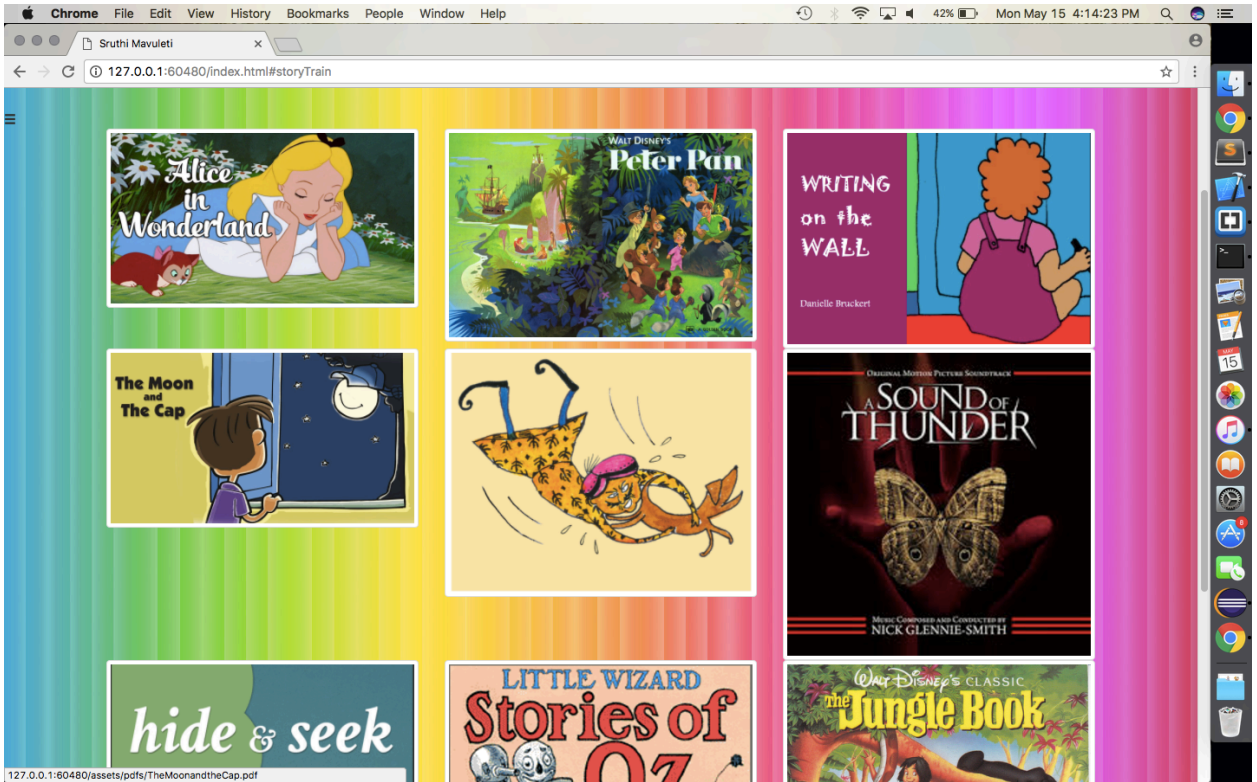 Chrome File Edit View History Bookmarks People Window Help 42% Mon May 15 4:14:23 PM
Sruthi Mavuleti
127.0.0.1:60480/index.html#storyTrain
Alice
in
Wonderland
WALT DISNEY'S
Peter Pan
WRITING
on the
WALL
Danielle Bruckert
The Moon
and
The Cap
ORIGINAL MOTION PICTURE SOUNDTRACK
A SOUND OF
THUNDER
MUSIC COMPOSED AND CONDUCTED BY
NICK GLENNIE-SMITH
hide & seek
LITTLE WIZARD
Stories of
Oz
WALT DISNEY'S CLASSIC
The Jungle Book
MAY
15
8
127.0.0.1:60480/assets/pdfs/TheMoonandtheCap.pdf